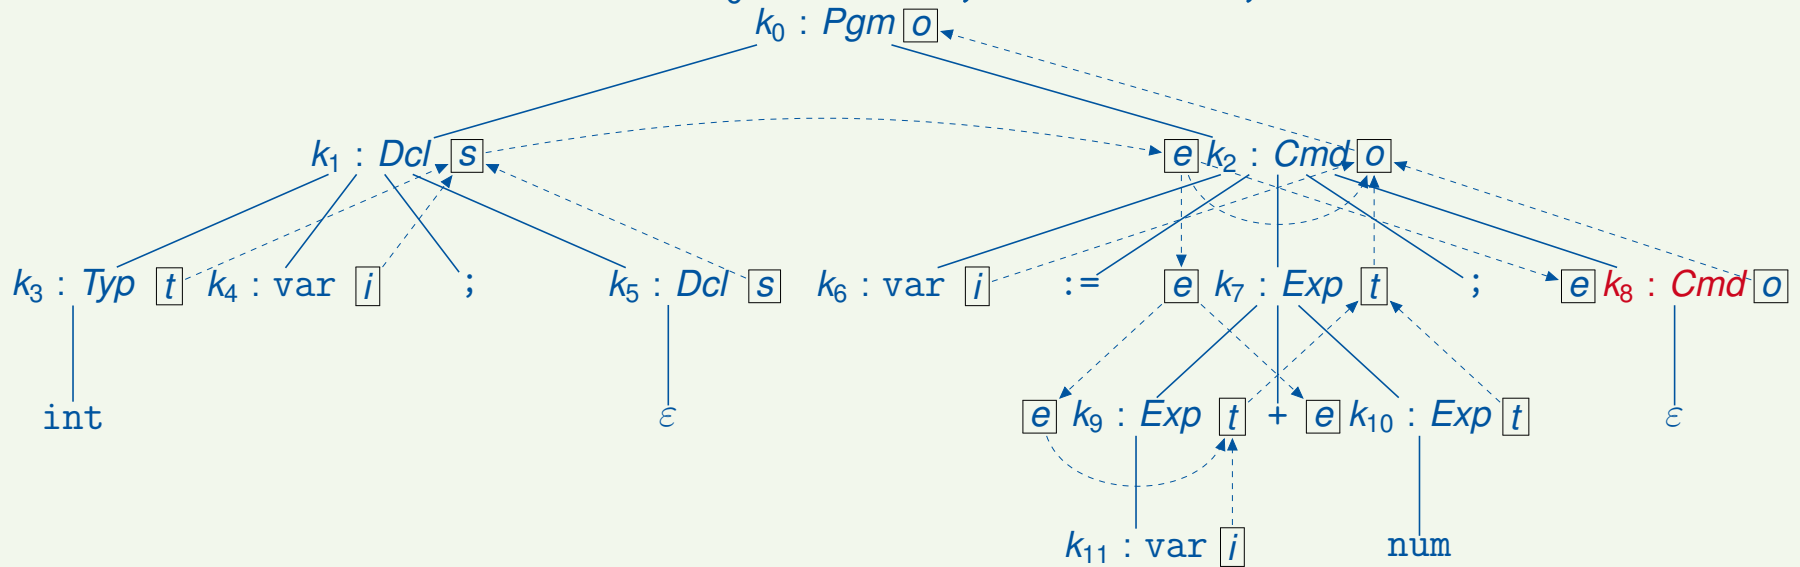 k₀ : Pgm o
k₁ : Dcl s e k₂ : Cmd o
k₃ : Typ t k₄ : var i ; k₅ : Dcl s k₆ : var i := e k₇ : Exp t ; e k₈ : Cmd o
int ε e k₉ : Exp t + e k₁₀ : Exp t ε
k₁₁ : var i num